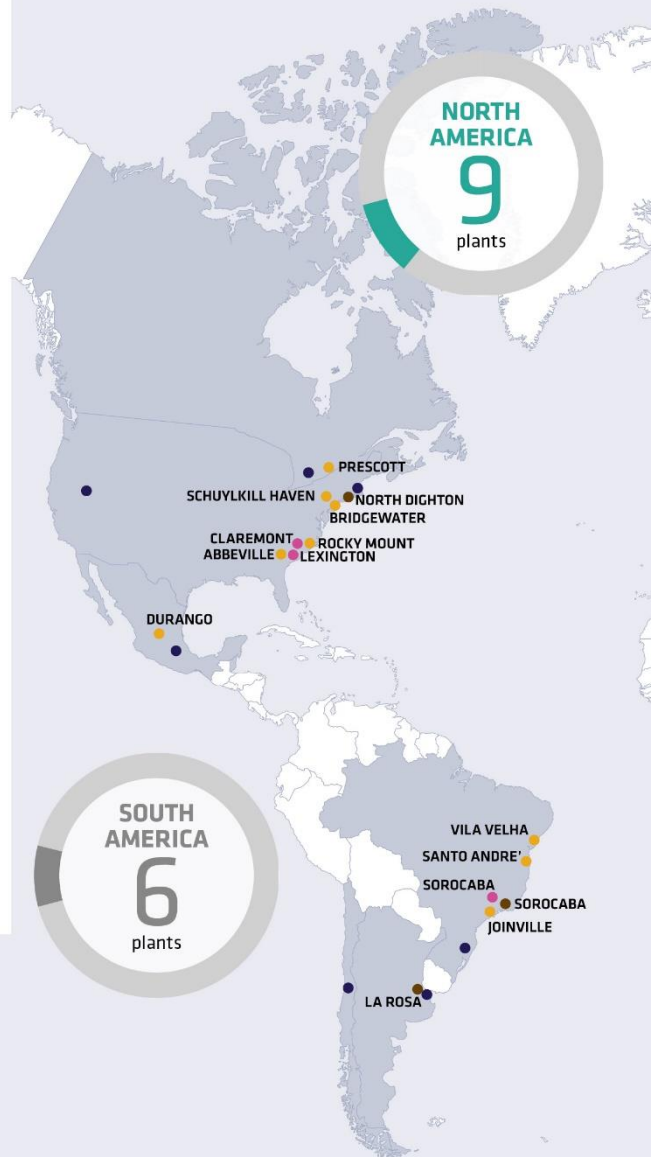 NORTH
AMERICA
9
plants
PRESCOTT
SCHUYLKILL HAVEN
NORTH DIGHTON
BRIDGEWATER
CLAREMONT
ROCKY MOUNT
ABBEVILLE
LEXINGTON
DURANGO
SOUTH
AMERICA
6
plants
VILA VELHA
SANTO ANDRE'
SOROCABA
SOROCABA
JOINVILLE
LA ROSA